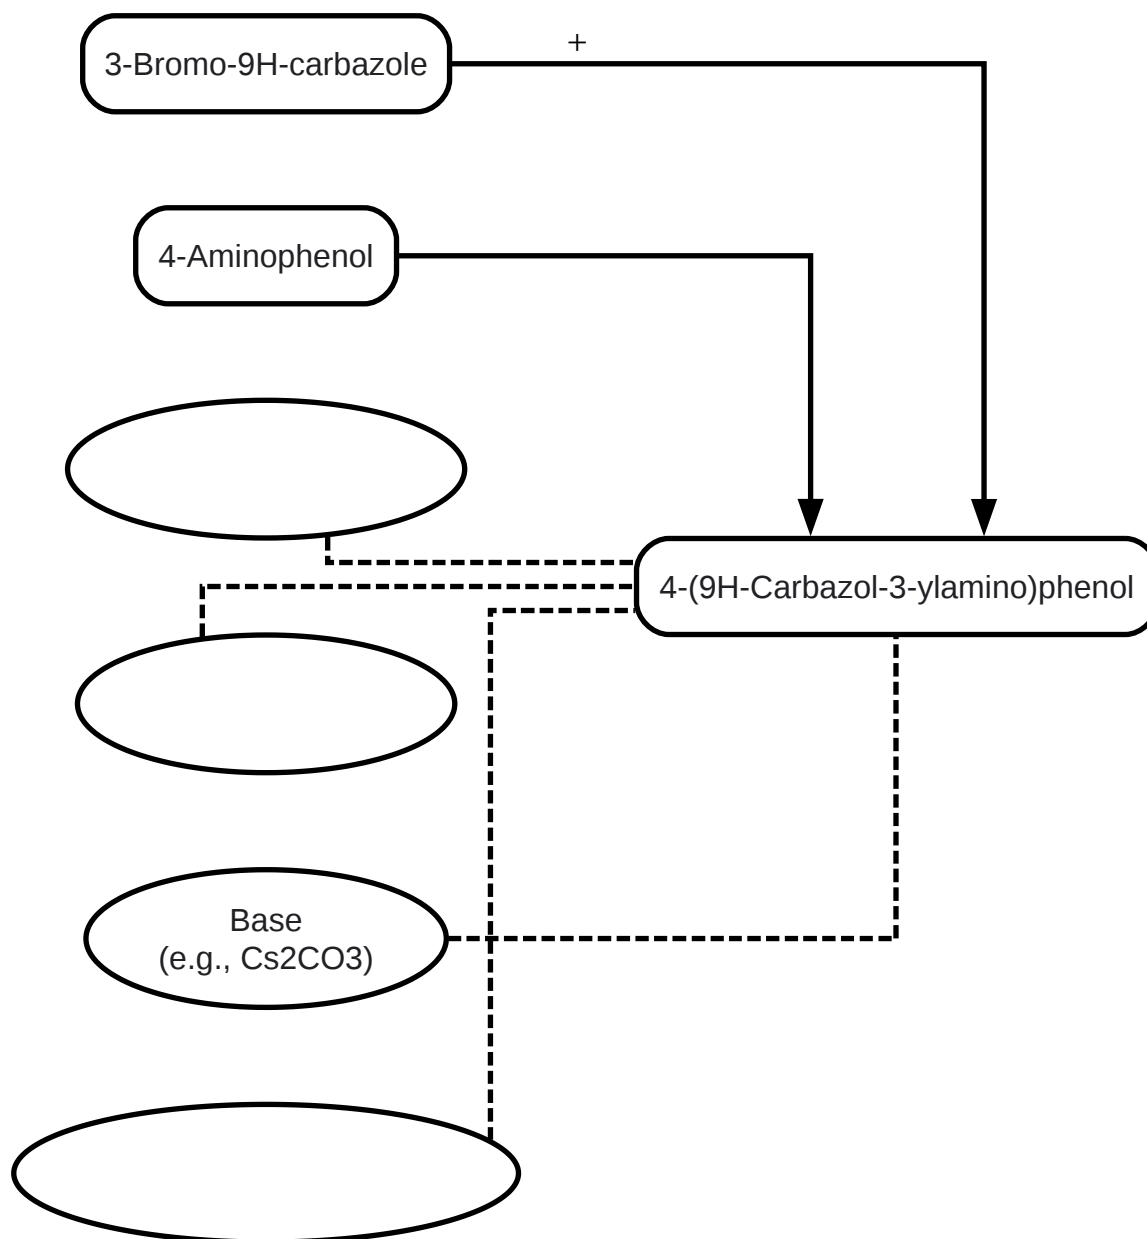 3-Bromo-9H-carbazole
+
4-Aminophenol
4-(9H-Carbazol-3-ylamino)phenol
Base
(e.g., Cs2CO3)